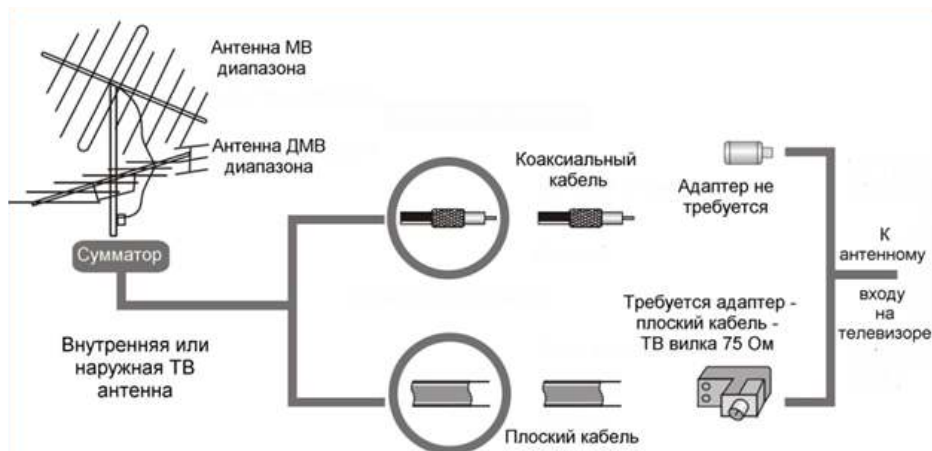 Антенна МВ
диапазона
Антенна ДМВ
диапазона
Сумматор
Внутренняя или
наружная ТВ
антенна
Коаксиальный
кабель
Адаптер не
требуется
К
антенному
входу
на
телевизоре
Требуется адаптер -
плоский кабель -
ТВ вилка 75 Ом
Плоский кабель